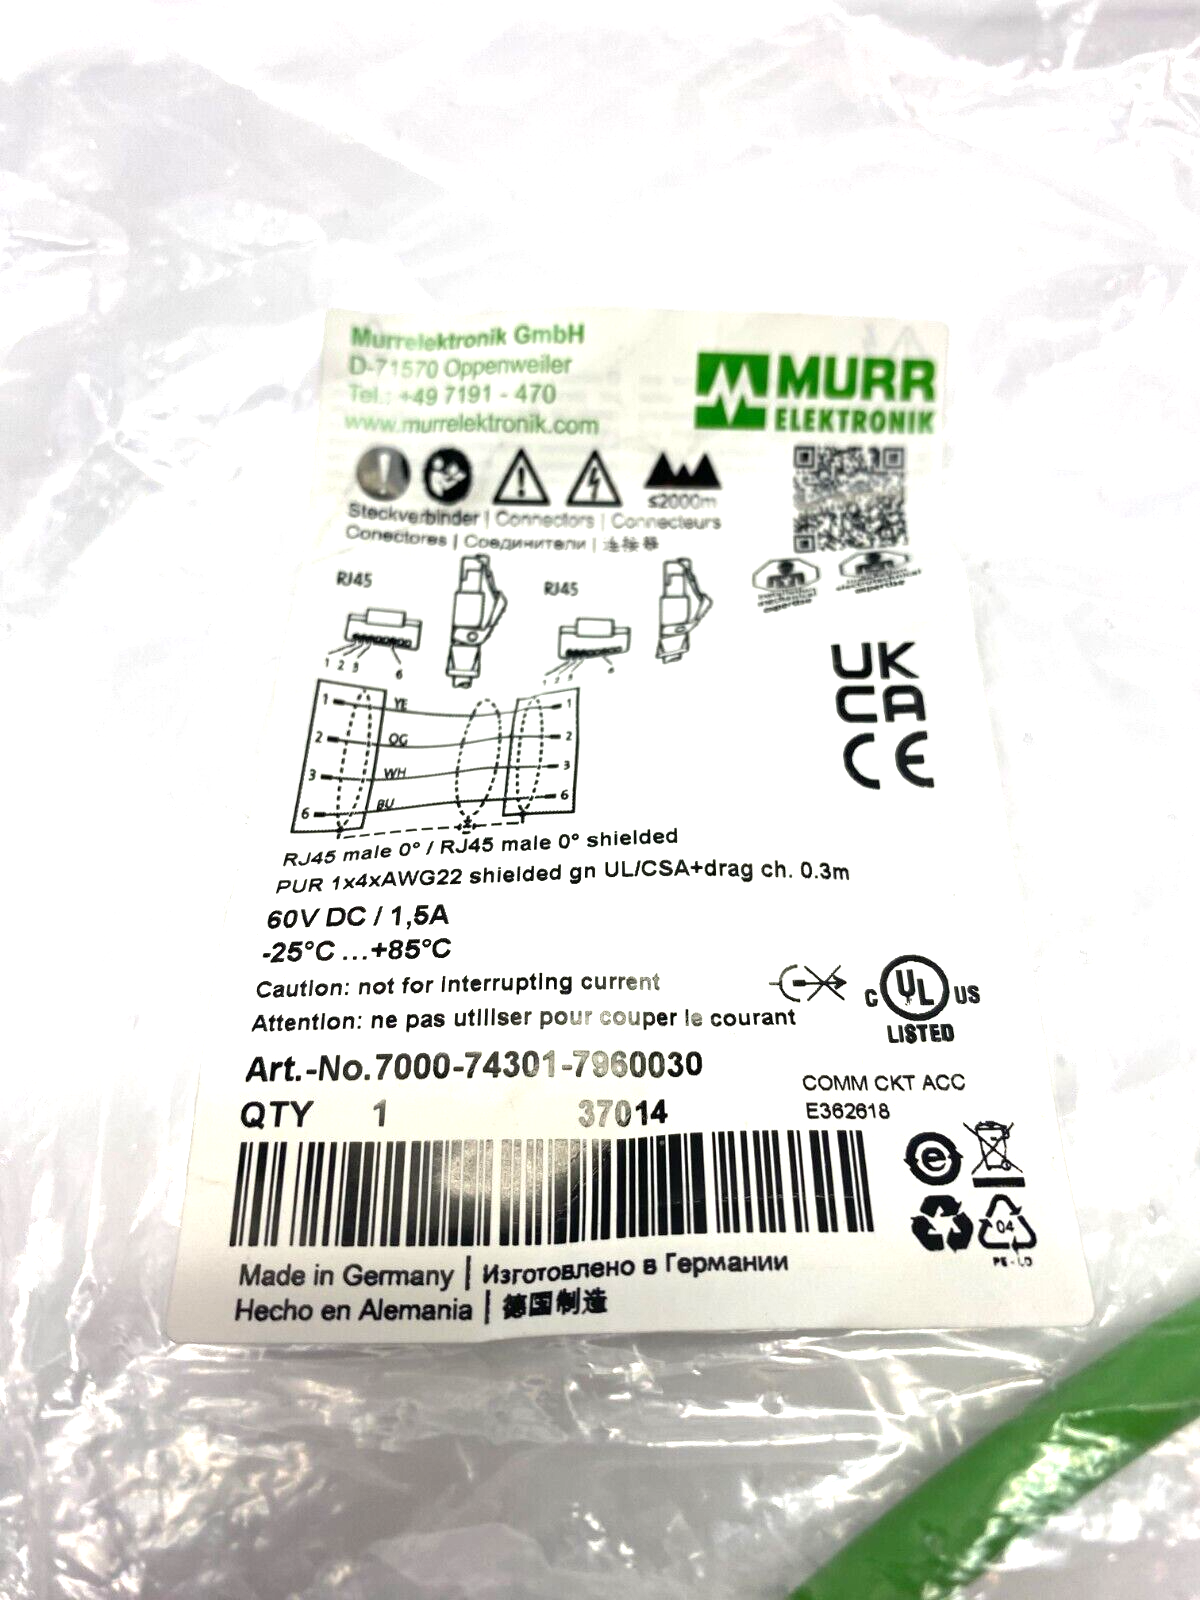 Murrelektronik GmbH
D-71570 Oppenweiler
Tel.: +49 7191 - 470
www.murrelektronik.com
MURR
ELEKTRONIK
≤2000m
Steckverbinder | Connectors | Connecteurs
Conectores | Соединители | 连接器
RJ45
RJ45
1 2 3 6
1 2 3 6
1 YE 1
2 OG 2
3 WH 3
6 BU 6
UK
CA
CE
RJ45 male 0° / RJ45 male 0° shielded
PUR 1x4xAWG22 shielded gn UL/CSA+drag ch. 0.3m
60V DC / 1,5A
-25°C ...+85°C
Caution: not for interrupting current
Attention: ne pas utiliser pour couper le courant
C UL US
LISTED
Art.-No.7000-74301-7960030
QTY 1 37014
COMM CKT ACC
E362618
e
04
Made in Germany | Изготовлено в Германии
Hecho en Alemania | 德国制造